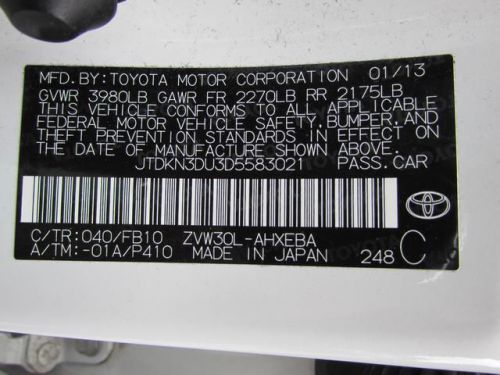 MFD. BY: TOYOTA MOTOR CORPORATION 01/13
GVWR 3980LB GAWR FR 2270LB RR 2175LB
THIS VEHICLE CONFORMS TO ALL APPLICABLE
FEDERAL MOTOR VEHICLE SAFETY, BUMPER, AND
THEFT PREVENTION STANDARDS IN EFFECT ON
THE DATE OF MANUFACTURE SHOWN ABOVE.
JTDKN3DU3D5583021 PASS.CAR
C/TR:040/FB10 ZVW30L-AHXEBA
A/TM:-01A/P410 MADE IN JAPAN 248 C
TOYOTA